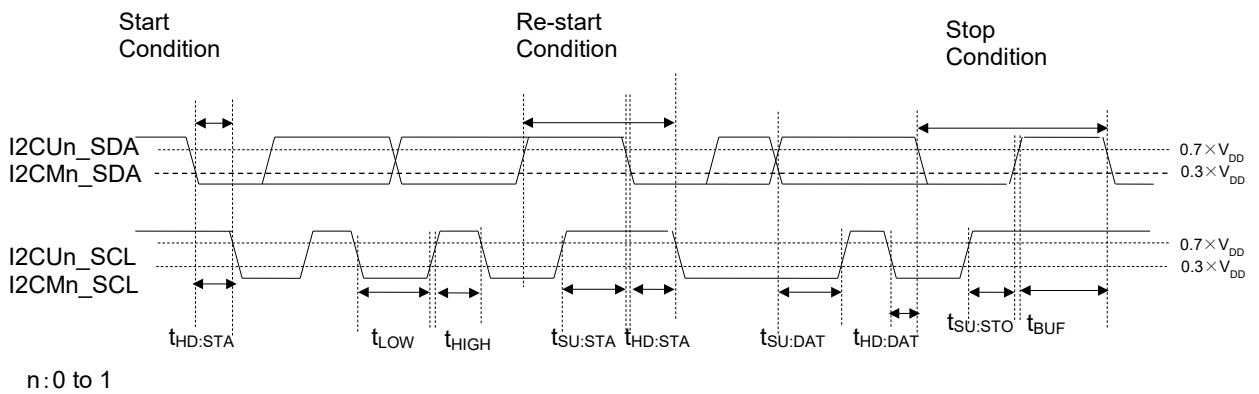 Start
Condition
Re-start
Condition
Stop
Condition
I2CUn_SDA
I2CMn_SDA
0.7×VDD
0.3×VDD
I2CUn_SCL
I2CMn_SCL
0.7×VDD
0.3×VDD
tHD:STA
tLOW
tHIGH
tSU:STA
tHD:STA
tSU:DAT
tHD:DAT
tSU:STO
tBUF
n:0 to 1